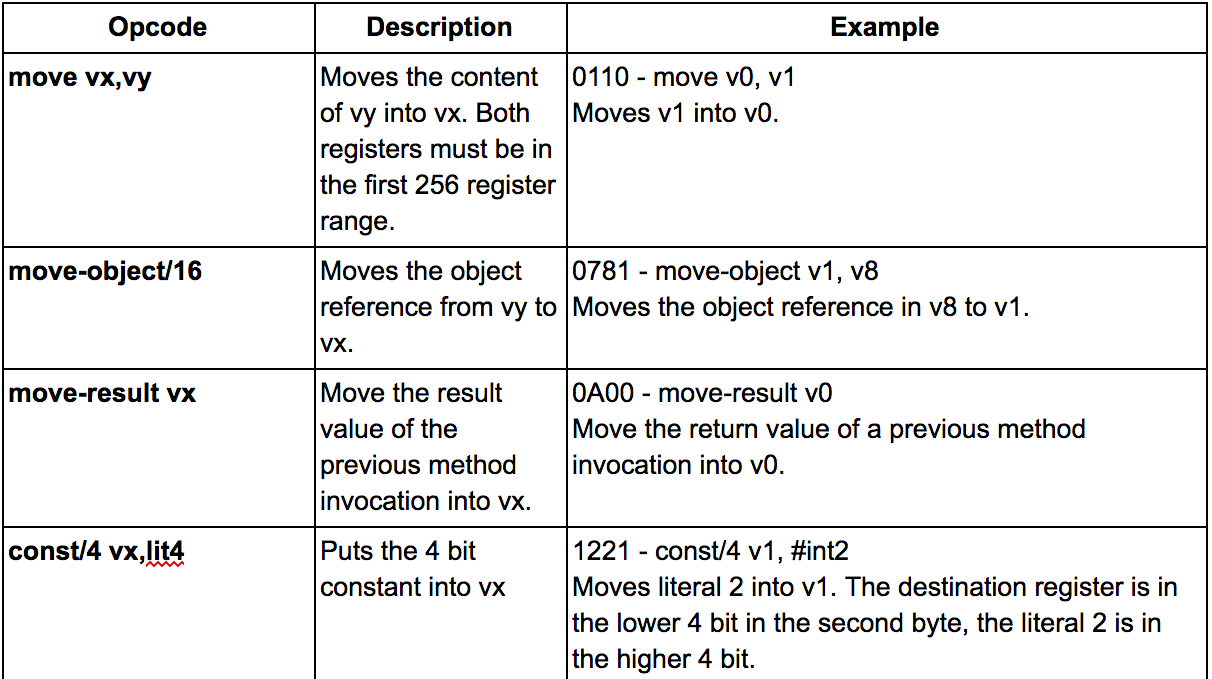 Opcode Description Example
move vx,vy
Moves the content
of vy into vx. Both
registers must be in
the first 256 register
range.
0110 - move v0, v1
Moves v1 into v0.
move-object/16
Moves the object
reference from vy to
vx.
0781 - move-object v1, v8
Moves the object reference in v8 to v1.
move-result vx
Move the result
value of the
previous method
invocation into vx.
0A00 - move-result v0
Move the return value of a previous method
invocation into v0.
const/4 vx,lit4
Puts the 4 bit
constant into vx
1221 - const/4 v1, #int2
Moves literal 2 into v1. The destination register is in
the lower 4 bit in the second byte, the literal 2 is in
the higher 4 bit.